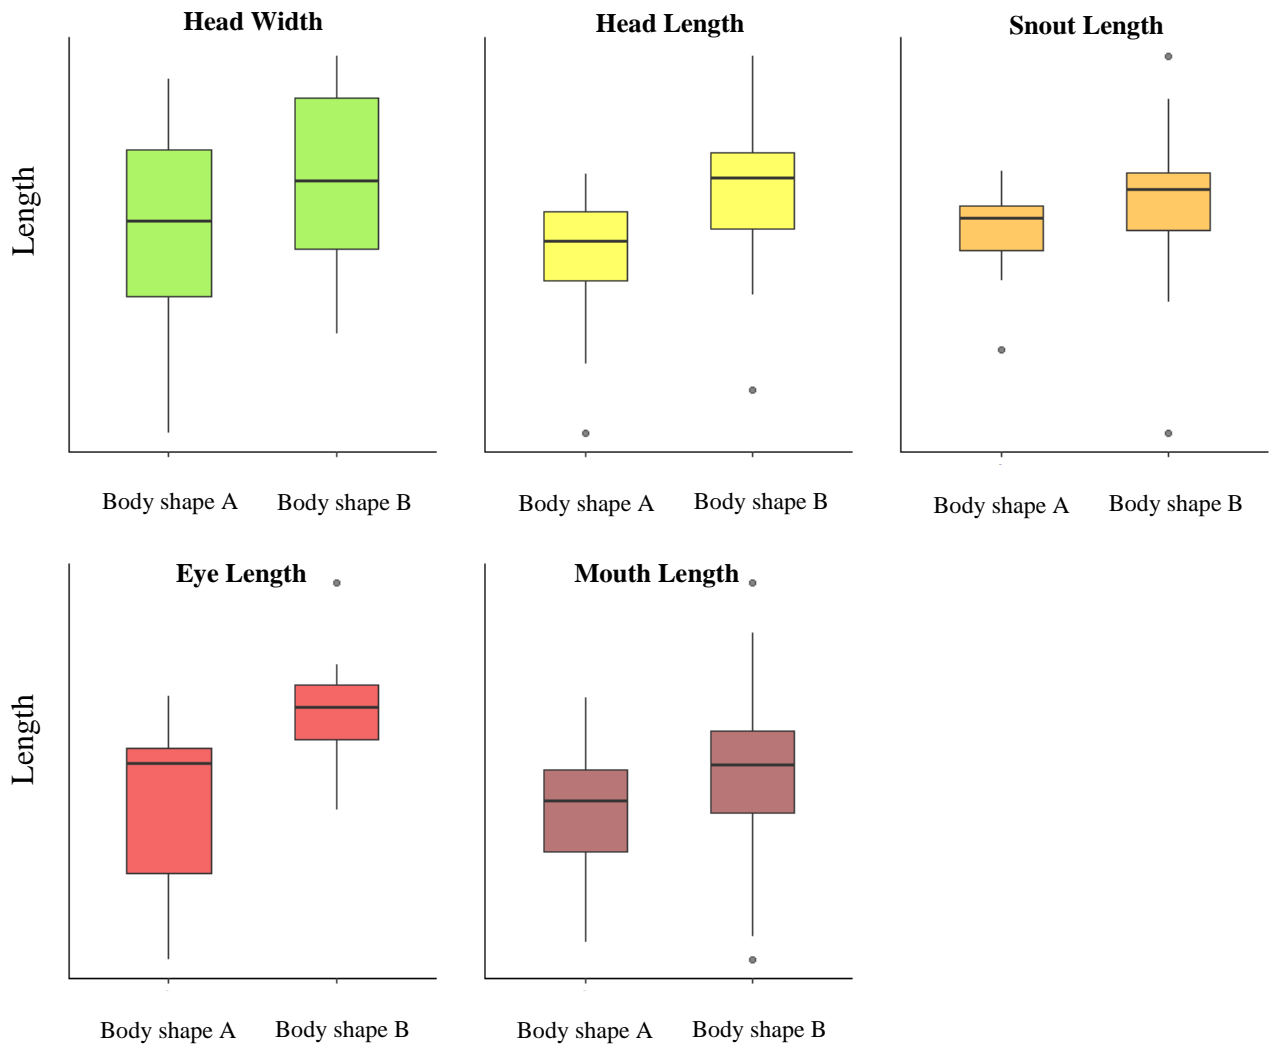 Head Width
Head Length
Snout Length
Length
Body shape A
Body shape B
Body shape A
Body shape B
Body shape A
Body shape B
Eye Length
Mouth Length
Length
Body shape A
Body shape B
Body shape A
Body shape B